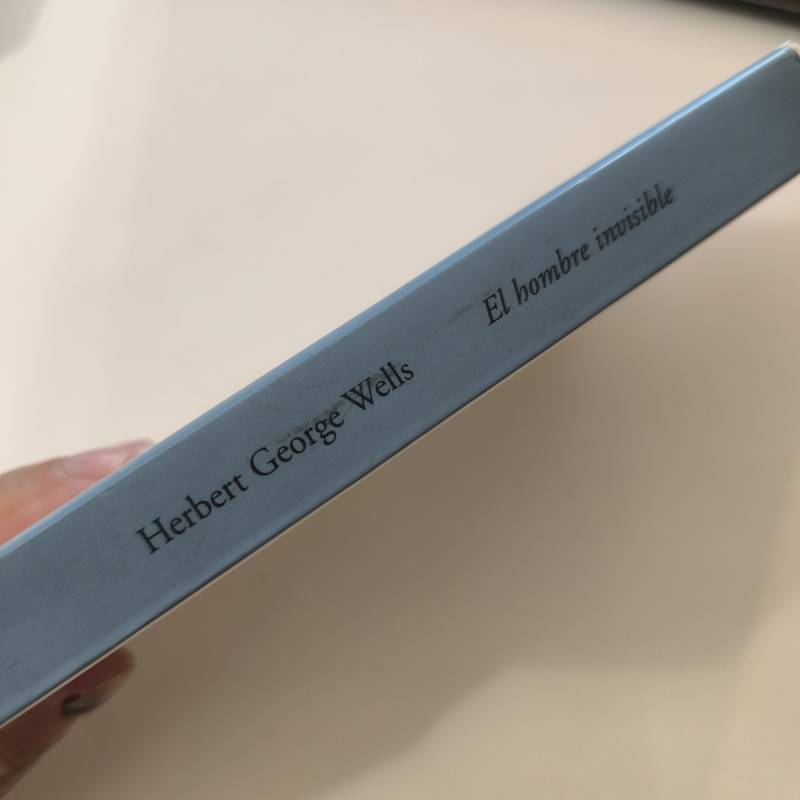 Herbert George Wells
El hombre invisible